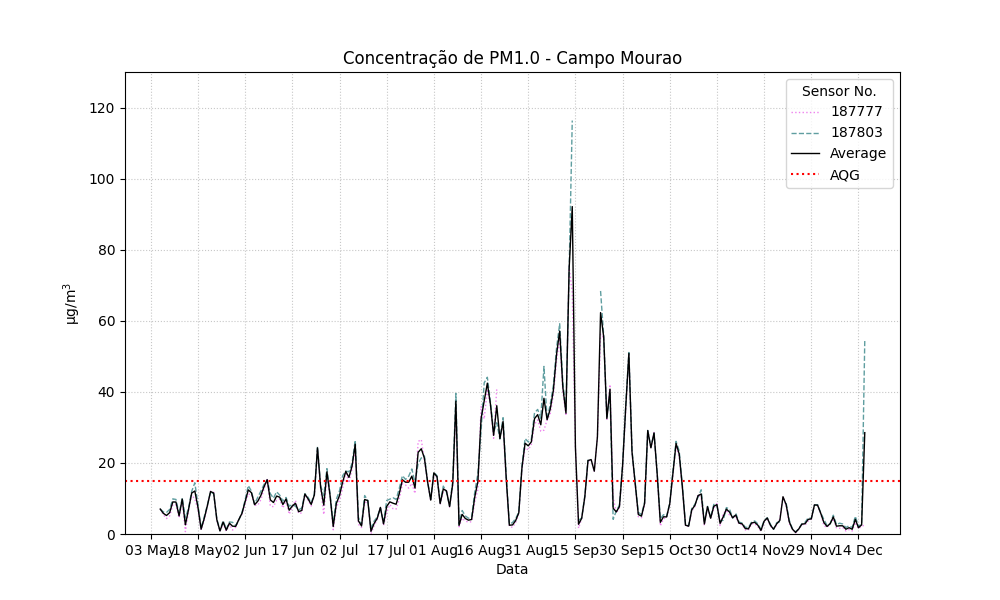 Concentração de PM1.0 - Campo Mourao
Sensor No.
187777
187803
Average
AQG
120
100
80
60
40
20
0
µg/m³
03 May 18 May 02 Jun 17 Jun 02 Jul 17 Jul 01 Aug 16 Aug 31 Aug 15 Sep 30 Sep 15 Oct 30 Oct 14 Nov 29 Nov 14 Dec
Data